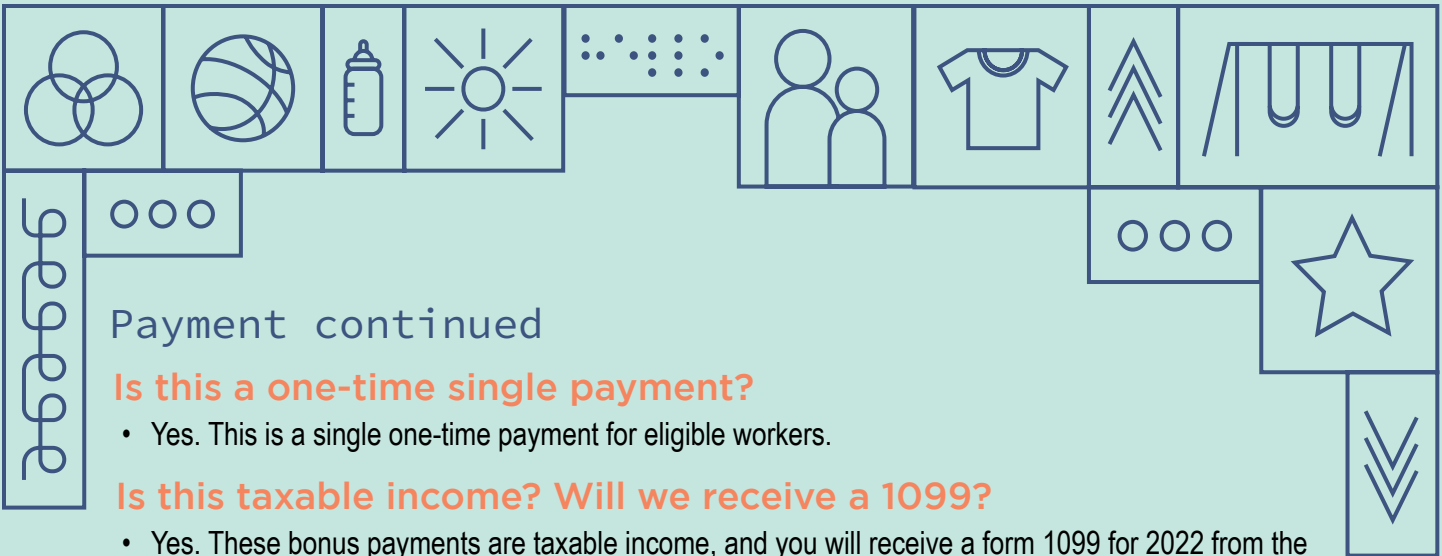 Payment continued
Is this a one-time single payment?
• Yes. This is a single one-time payment for eligible workers.
Is this taxable income? Will we receive a 1099?
• Yes. These bonus payments are taxable income, and you will receive a form 1099 for 2022 from the